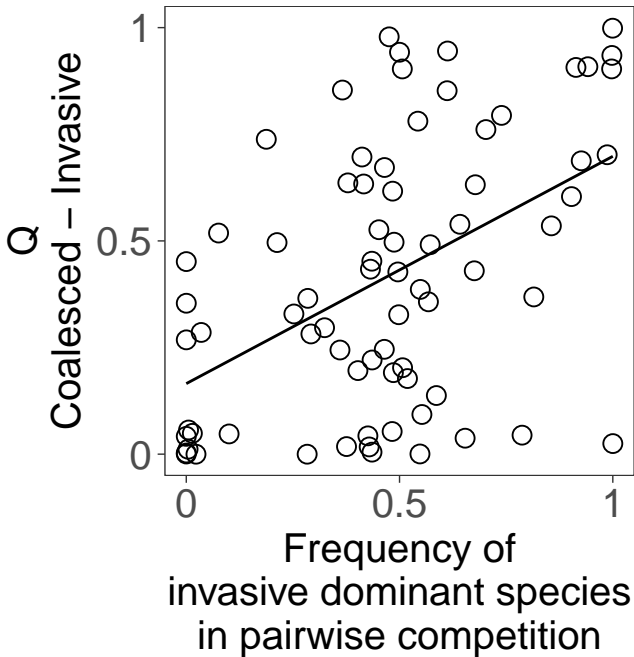 Q
Coalesced − Invasive
1
0.5
0
0 0.5 1
Frequency of
invasive dominant species
in pairwise competition